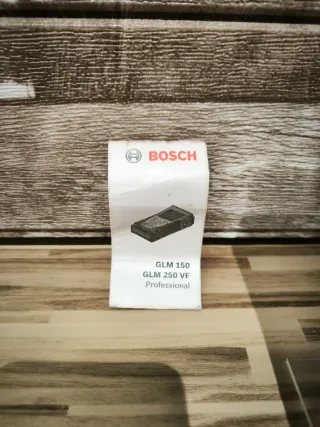 BOSCH
GLM 150
GLM 250 VF
Professional